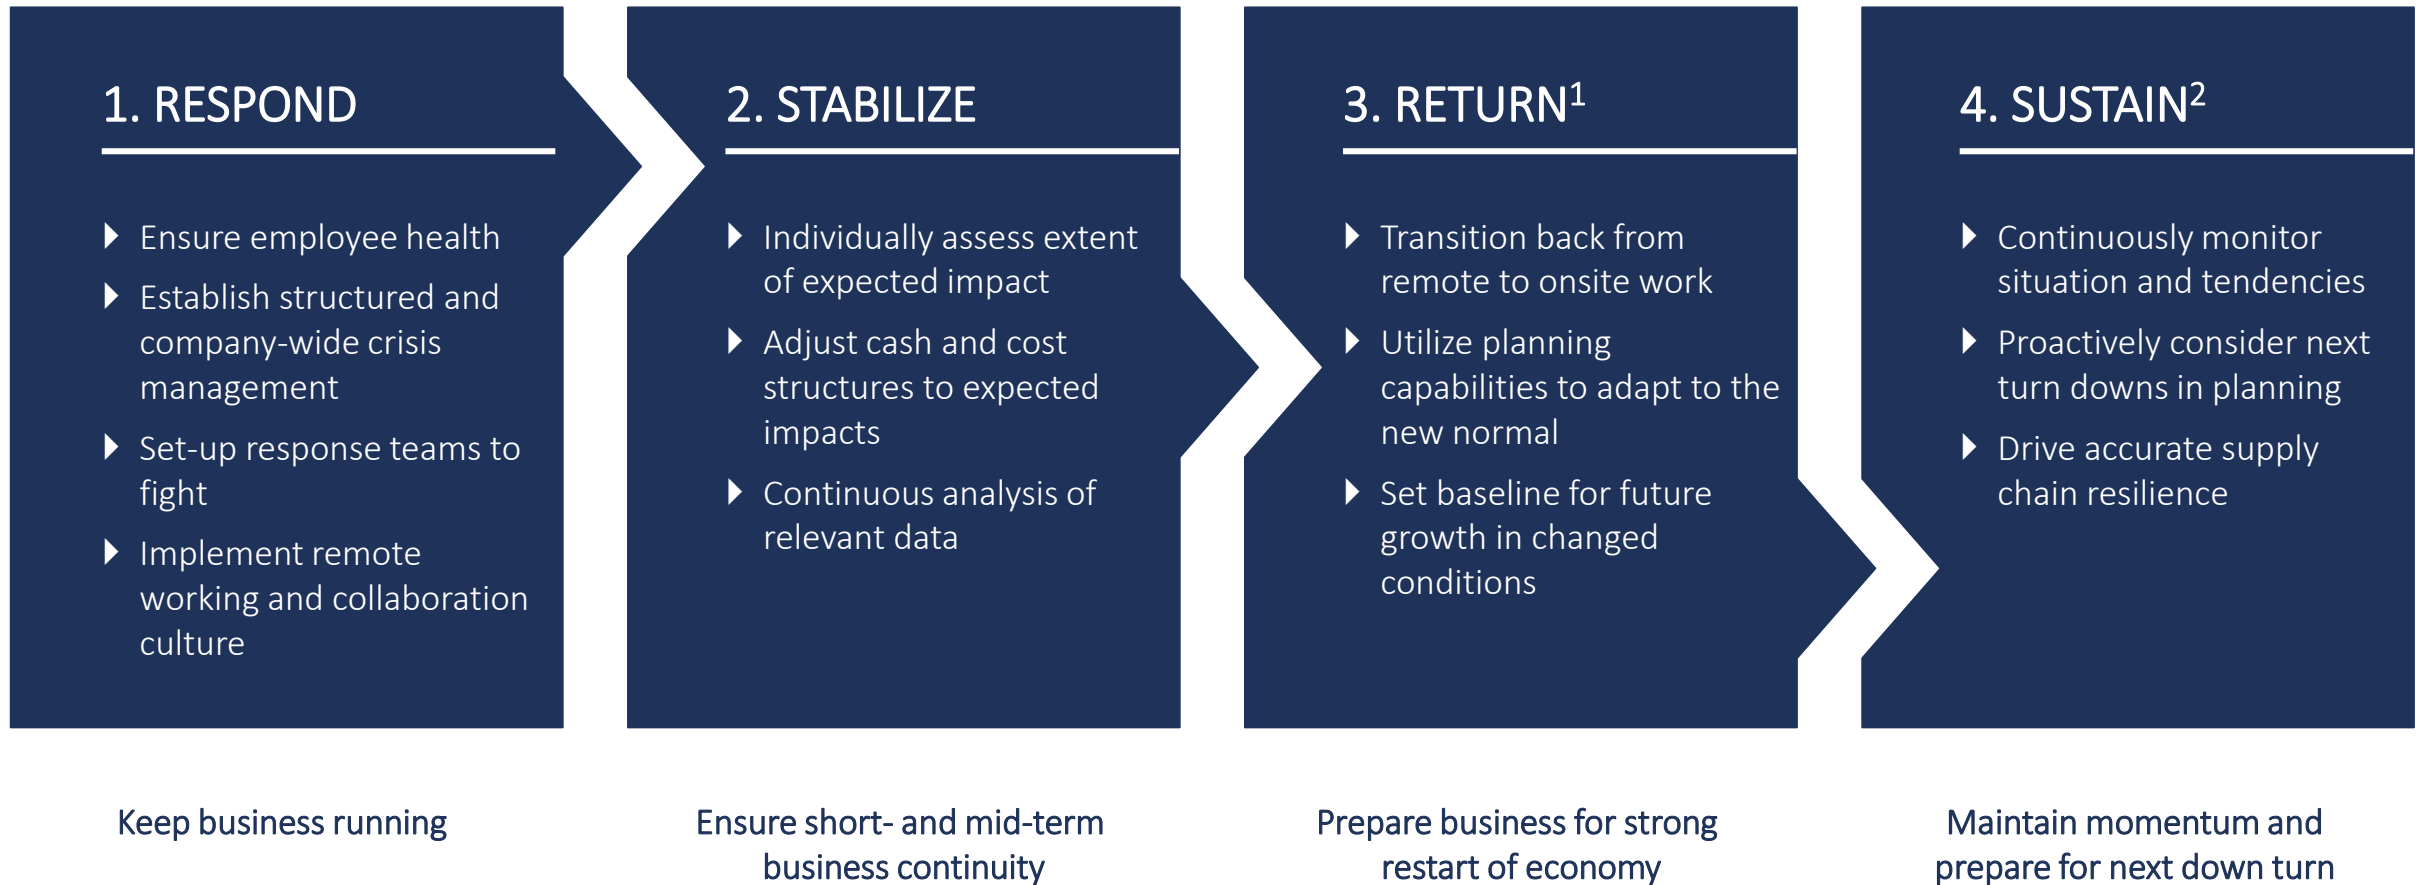 1. RESPOND
Ensure employee health
Establish structured and
company-wide crisis
management
Set-up response teams to
fight
Implement remote
working and collaboration
culture
Keep business running
2. STABILIZE
Individually assess extent
of expected impact
Adjust cash and cost
structures to expected
impacts
Continuous analysis of
relevant data
Ensure short- and mid-term
business continuity
3. RETURN¹
Transition back from
remote to onsite work
Utilize planning
capabilities to adapt to the
new normal
Set baseline for future
growth in changed
conditions
Prepare business for strong
restart of economy
4. SUSTAIN²
Continuously monitor
situation and tendencies
Proactively consider next
turn downs in planning
Drive accurate supply
chain resilience
Maintain momentum and
prepare for next down turn